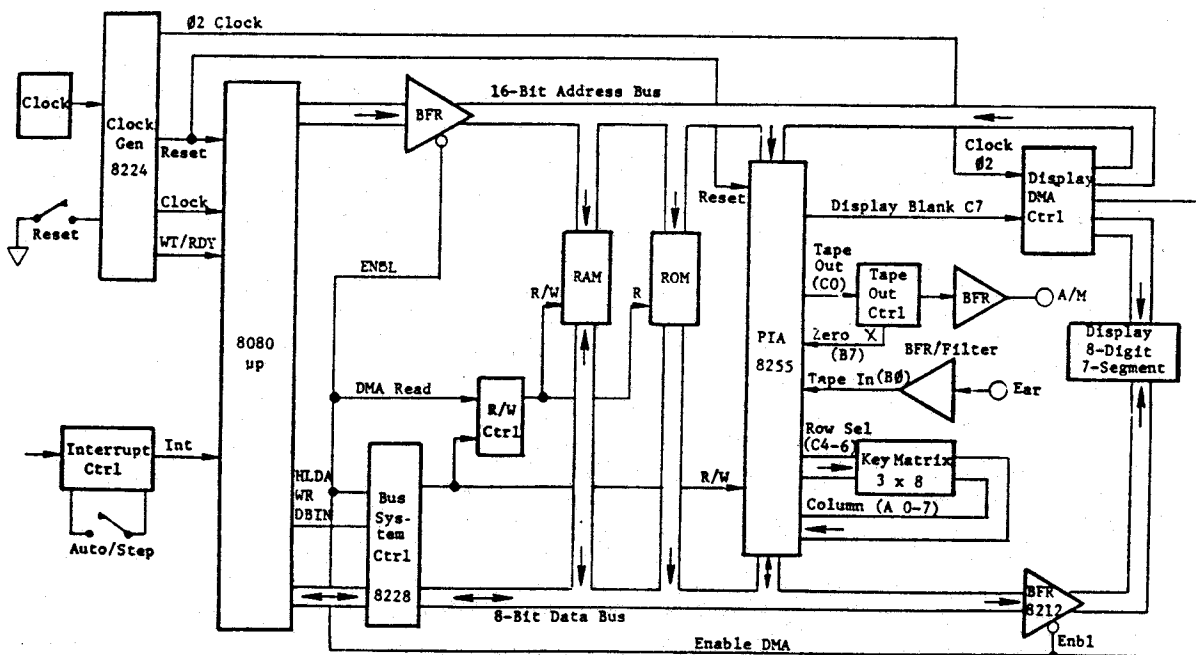 Ø2 Clock
Clock
Clock
Gen
8224
Reset
Clock
WT/RDY
Reset
BFR
16-Bit Address Bus
Clock
Ø2
Display
DMA
Ctrl
Reset
Display Blank C7
ENBL
R/W
RAM
R
ROM
Tape
Out
(C0)
Tape
Out
Ctrl
BFR
A/M
Zero X
(B7)
8080
µp
PIA
8255
BFR/Filter
Tape In (BØ)
Ear
Display
8-Digit
7-Segment
DMA Read
R/W
Ctrl
Row Sel
(C4-6)
Key Matrix
3 x 8
Interrupt
Ctrl
Int
HLDA
WR
DBIN
Bus
Sys-
tem
Ctrl
8228
R/W
Column (A 0-7)
Auto/Step
8-Bit Data Bus
BFR
8212
Enable DMA
Enbl